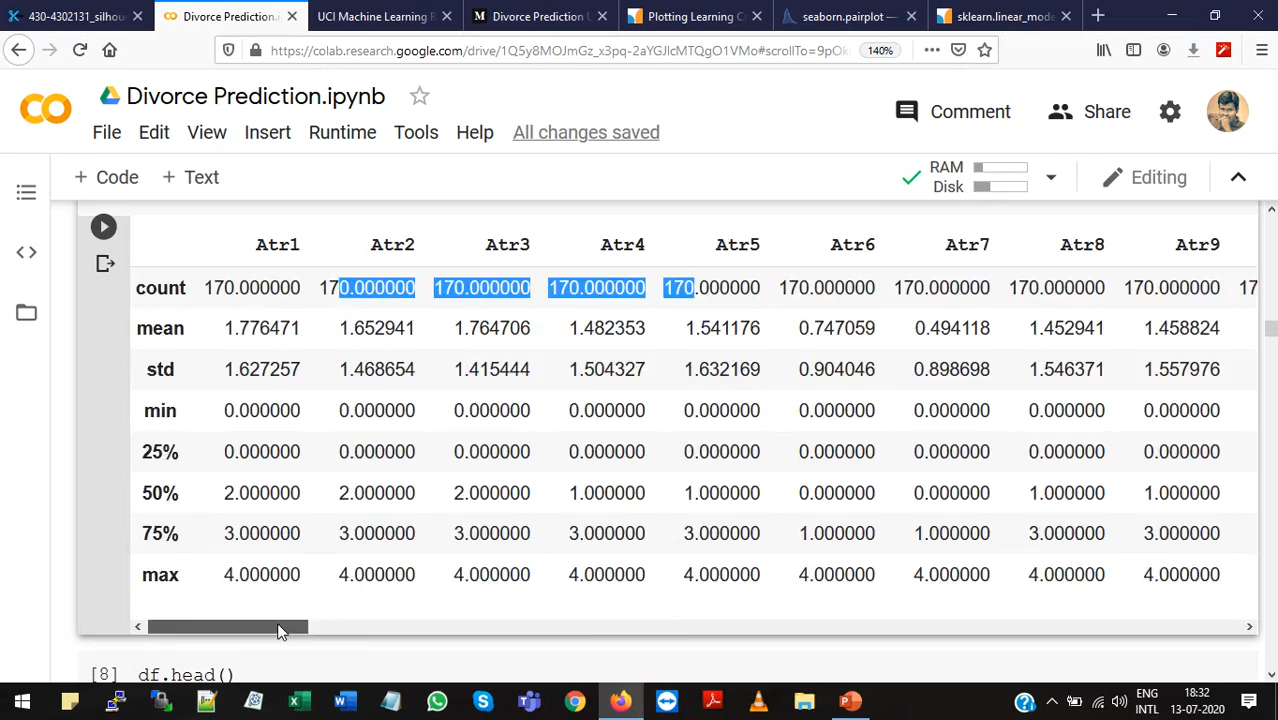 430-4302131_silhou
Divorce Prediction.i
UCI Machine Learning R
Divorce Prediction U
Plotting Learning C
seaborn.pairplot —
sklearn.linear_mode
https://colab.research.google.com/drive/1Q5y8MOJmGz_x3pq-2aYGJlcMTQgO1VMo#scrollTo=9pOk
140%
Divorce Prediction.ipynb
Comment
Share
File Edit View Insert Runtime Tools Help All changes saved
+ Code + Text
RAM
Disk
Editing
Atr1 Atr2 Atr3 Atr4 Atr5 Atr6 Atr7 Atr8 Atr9
count 170.000000 170.000000 170.000000 170.000000 170.000000 170.000000 170.000000 170.000000 170.000000 17
mean 1.776471 1.652941 1.764706 1.482353 1.541176 0.747059 0.494118 1.452941 1.458824
std 1.627257 1.468654 1.415444 1.504327 1.632169 0.904046 0.898698 1.546371 1.557976
min 0.000000 0.000000 0.000000 0.000000 0.000000 0.000000 0.000000 0.000000 0.000000
25% 0.000000 0.000000 0.000000 0.000000 0.000000 0.000000 0.000000 0.000000 0.000000
50% 2.000000 2.000000 2.000000 1.000000 1.000000 0.000000 0.000000 1.000000 1.000000
75% 3.000000 3.000000 3.000000 3.000000 3.000000 1.000000 1.000000 3.000000 3.000000
max 4.000000 4.000000 4.000000 4.000000 4.000000 4.000000 4.000000 4.000000 4.000000
[8] df.head()
ENG
INTL
18:32
13-07-2020